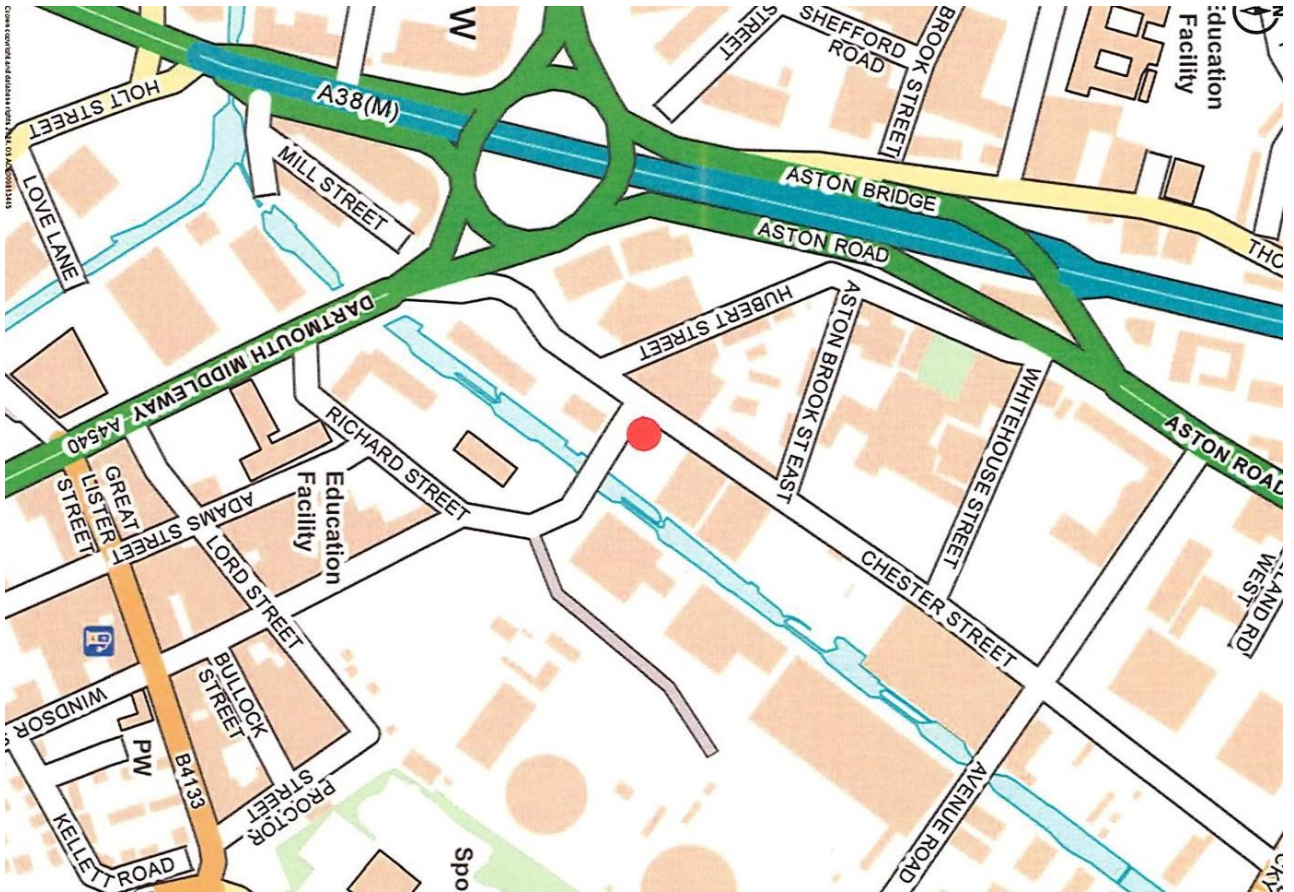 W
SHEFFORD
ROAD
STREET
BROOK STREET
Education
Facility
N
HOLT STREET
A38(M)
MILL STREET
LOVE LANE
ASTON BRIDGE
ASTON ROAD
THO
HUBERT STREET
ASTON BROOK ST EAST
WHITEHOUSE STREET
ASTON ROAD
DARTMOUTH MIDDLEWAY
A4540
RICHARD STREET
GREAT
LISTER
STREET
ADAMS STREET
Education
Facility
LORD STREET
CHESTER STREET
LAND RD
WEST
WINDSOR
BULLOCK
STREET
PW
B4133
PROCTOR
STREET
KELLETT ROAD
Spo
AVENUE ROAD